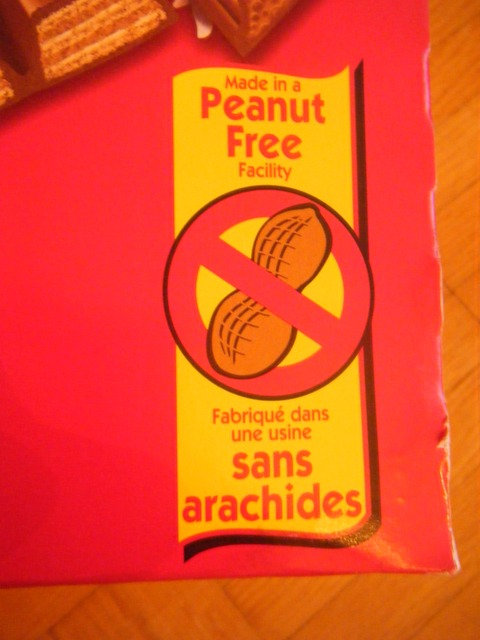 Made in a
Peanut
Free
Facility
Fabriqué dans
une usine
sans
arachides